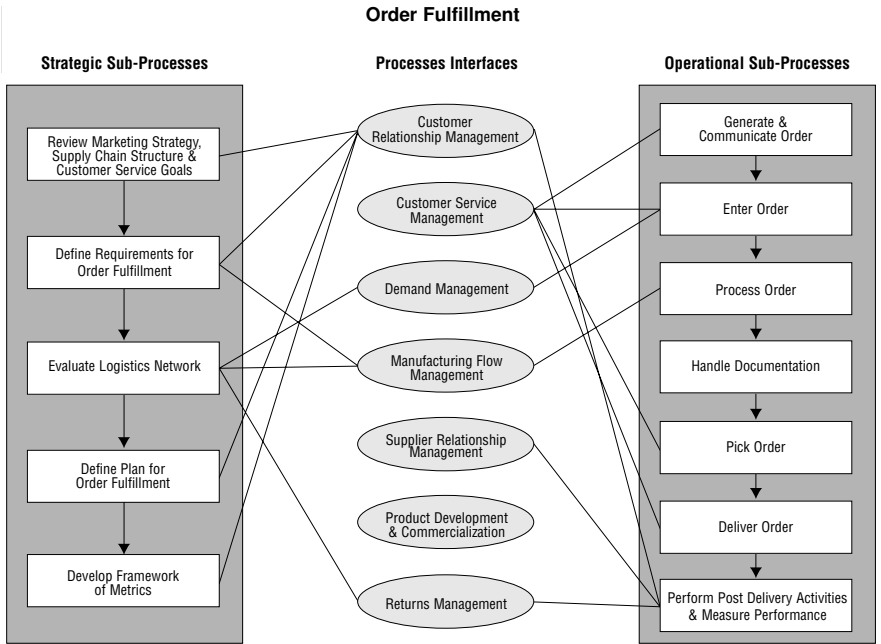 Order Fulfillment
Strategic Sub-Processes
Processes Interfaces
Operational Sub-Processes
Review Marketing Strategy,
Supply Chain Structure &
Customer Service Goals
Define Requirements for
Order Fulfillment
Evaluate Logistics Network
Define Plan for
Order Fulfillment
Develop Framework
of Metrics
Customer
Relationship Management
Customer Service
Management
Demand Management
Manufacturing Flow
Management
Supplier Relationship
Management
Product Development
& Commercialization
Returns Management
Generate &
Communicate Order
Enter Order
Process Order
Handle Documentation
Pick Order
Deliver Order
Perform Post Delivery Activities
& Measure Performance